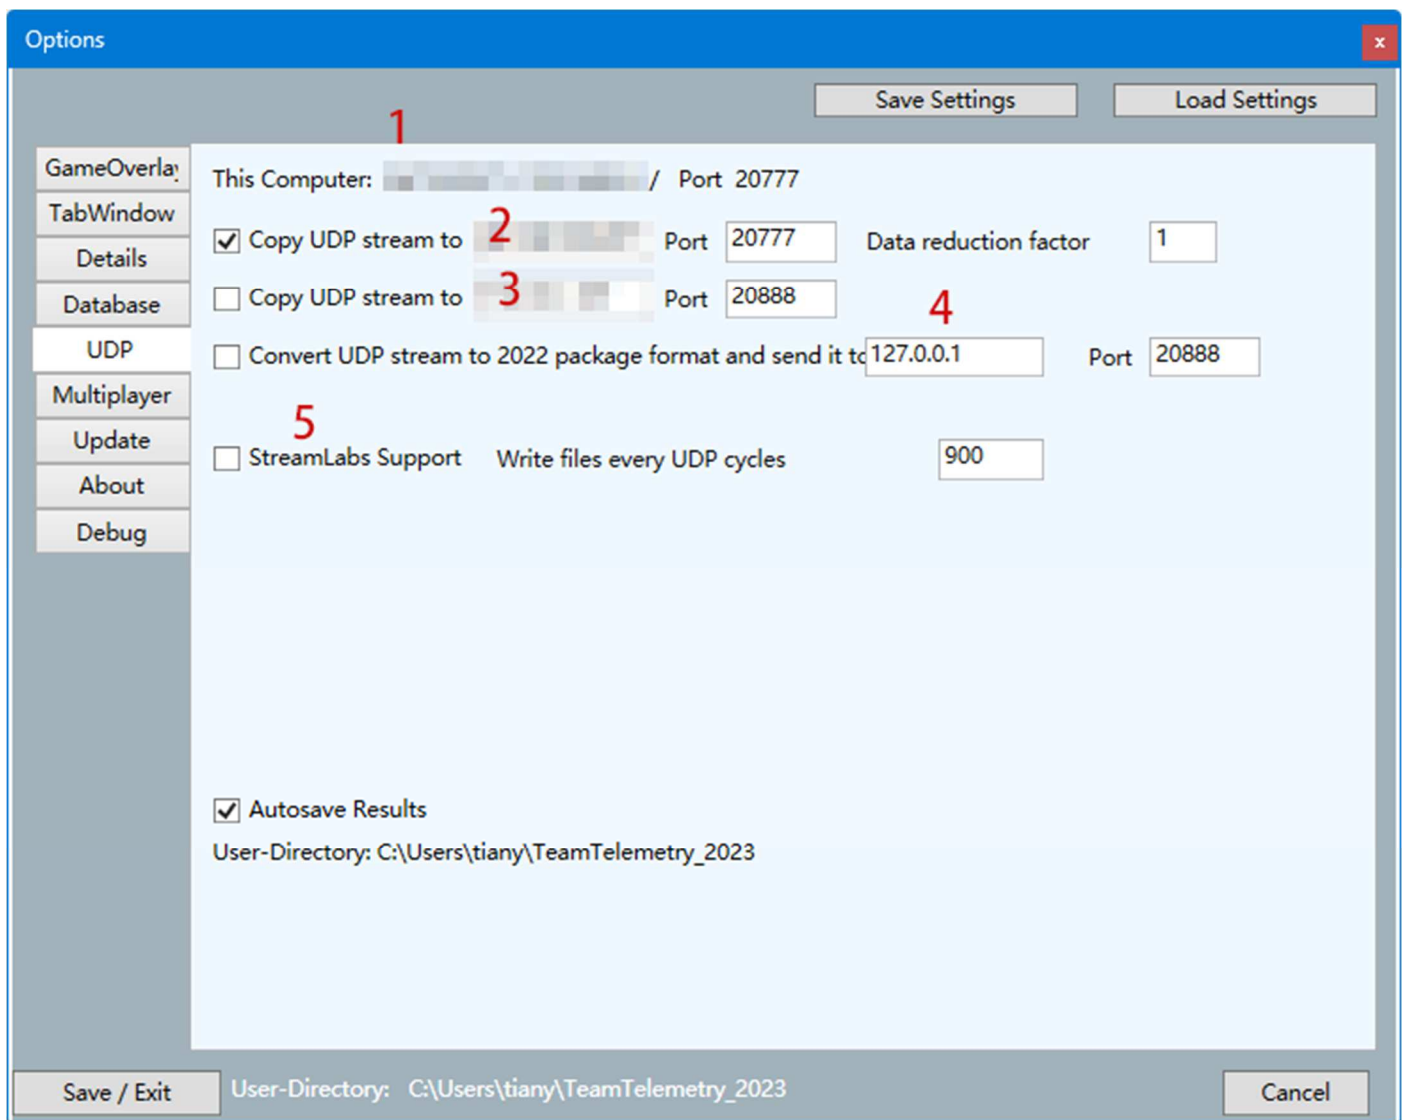 Options
x
Save Settings Load Settings
1
GameOverlay
This Computer: / Port 20777
TabWindow
2
Copy UDP stream to Port 20777 Data reduction factor 1
Details
3
Database
Copy UDP stream to Port 20888
4
UDP
Convert UDP stream to 2022 package format and send it to 127.0.0.1 Port 20888
Multiplayer
5
Update
StreamLabs Support Write files every UDP cycles 900
About
Debug
Autosave Results
User-Directory: C:\Users\tiany\TeamTelemetry_2023
Save / Exit User-Directory: C:\Users\tiany\TeamTelemetry_2023 Cancel